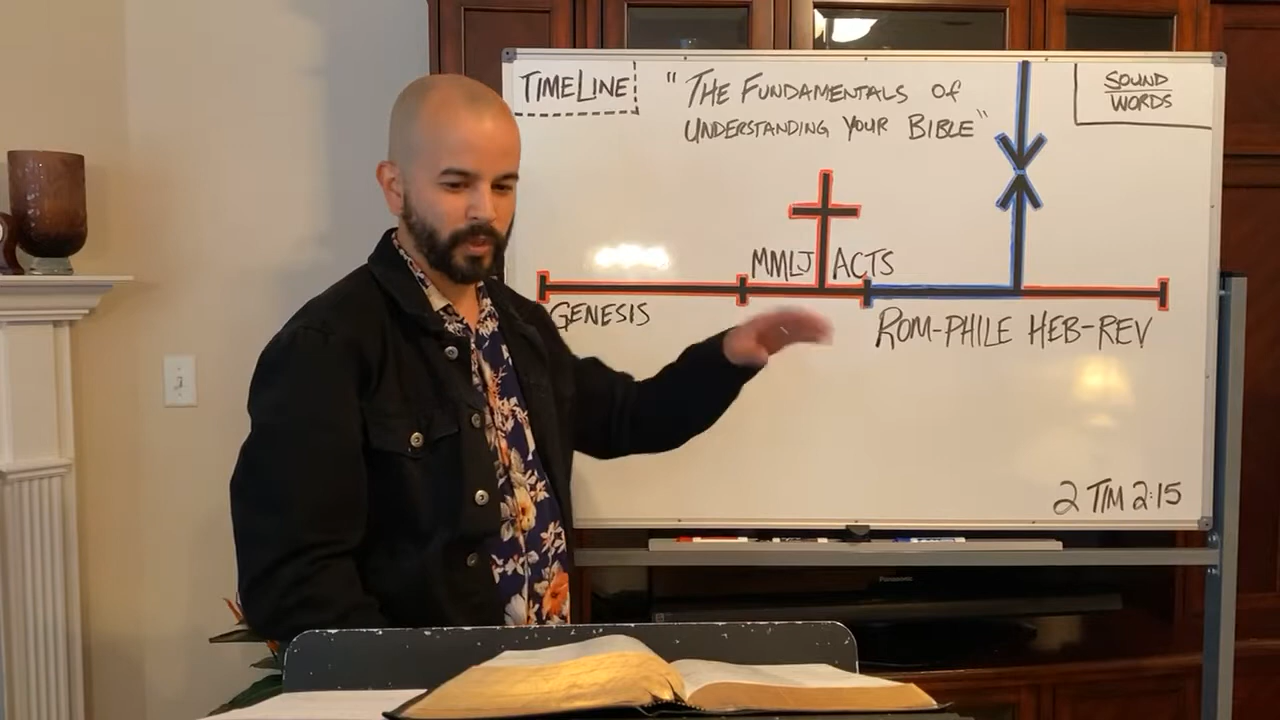 TIMELINE
"THE FUNDAMENTALS OF
UNDERSTANDING YOUR BIBLE"
SOUND
WORDS
MMLJ ACTS
GENESIS
ROM-PHILE HEB-REV
2 TIM 2:15
Panasonic